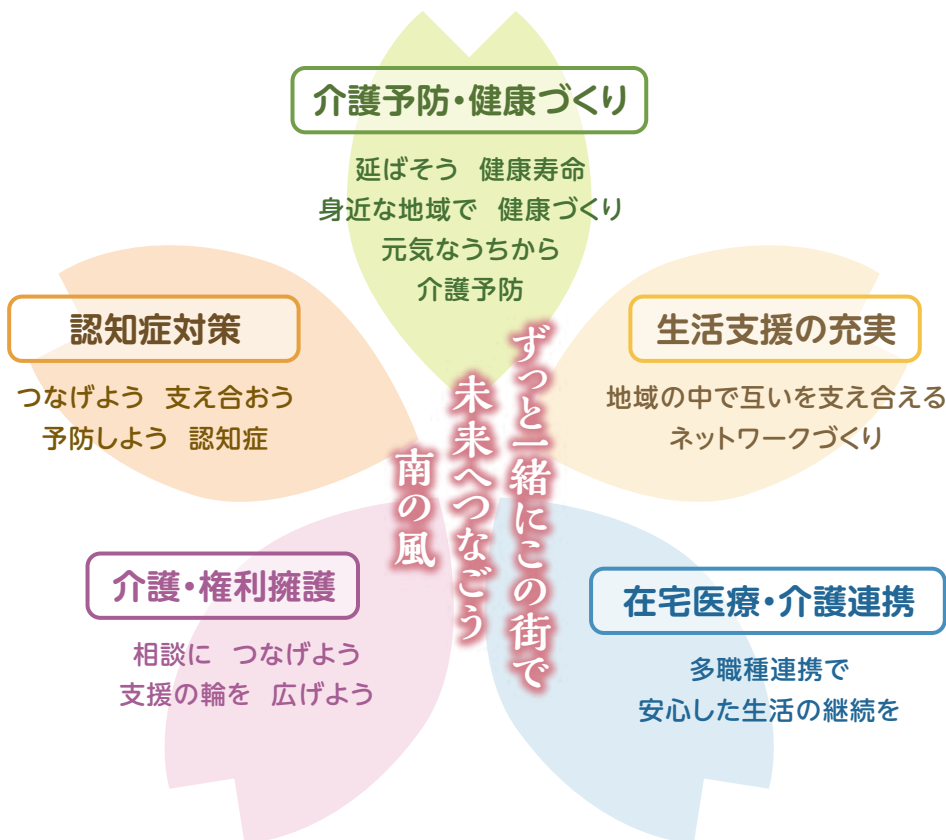 介護予防・健康づくり
延ばそう 健康寿命
身近な地域で 健康づくり
元気なうちから
介護予防
認知症対策
つなげよう 支え合おう
予防しよう 認知症
生活支援の充実
地域の中で互いを支え合える
ネットワークづくり
ずっと一緒にこの街で
未来へつなごう
南の風
介護・権利擁護
相談に つなげよう
支援の輪を 広げよう
在宅医療・介護連携
多職種連携で
安心した生活の継続を